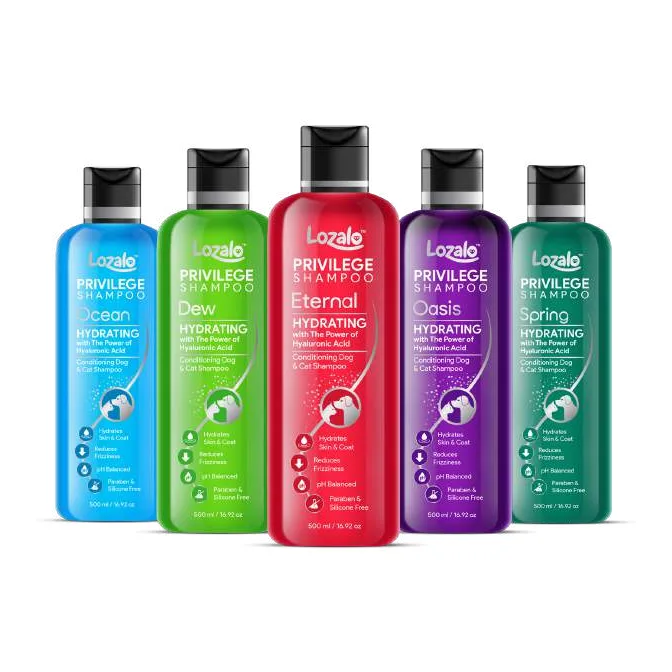 Lozalo
PRIVILEGE
SHAMPOO
Ocean
HYDRATING
with The Power of
Hyaluronic Acid
Conditioning Dog
& Cat Shampoo
Hydrates
Skin & Coat
Reduces
Frizziness
pH Balanced
Paraben &
Silicone Free
500 ml / 16.92 oz
Lozalo
PRIVILEGE
SHAMPOO
Dew
HYDRATING
with The Power of
Hyaluronic Acid
Conditioning Dog
& Cat Shampoo
Hydrates
Skin & Coat
Reduces
Frizziness
pH Balanced
Paraben &
Silicone Free
500 ml / 16.92 oz
Lozalo™
PRIVILEGE
SHAMPOO
Eternal
HYDRATING
with The Power of
Hyaluronic Acid
Conditioning Dog
& Cat Shampoo
Hydrates
Skin & Coat
Reduces
Frizziness
pH Balanced
Paraben &
Silicone Free
500 ml / 16.92 oz
Lozalo™
PRIVILEGE
SHAMPOO
Oasis
HYDRATING
with The Power of
Hyaluronic Acid
Conditioning Dog
& Cat Shampoo
Hydrates
Skin & Coat
Reduces
Frizziness
pH Balanced
Paraben &
Silicone Free
500 ml / 16.92 oz
Lozalo™
PRIVILEGE
SHAMPOO
Spring
HYDRATING
with The Power of
Hyaluronic Acid
Conditioning Dog
& Cat Shampoo
Hydrates
Skin & Coat
Reduces
Frizziness
pH Balanced
Paraben &
Silicone Free
500 ml / 16.92 oz